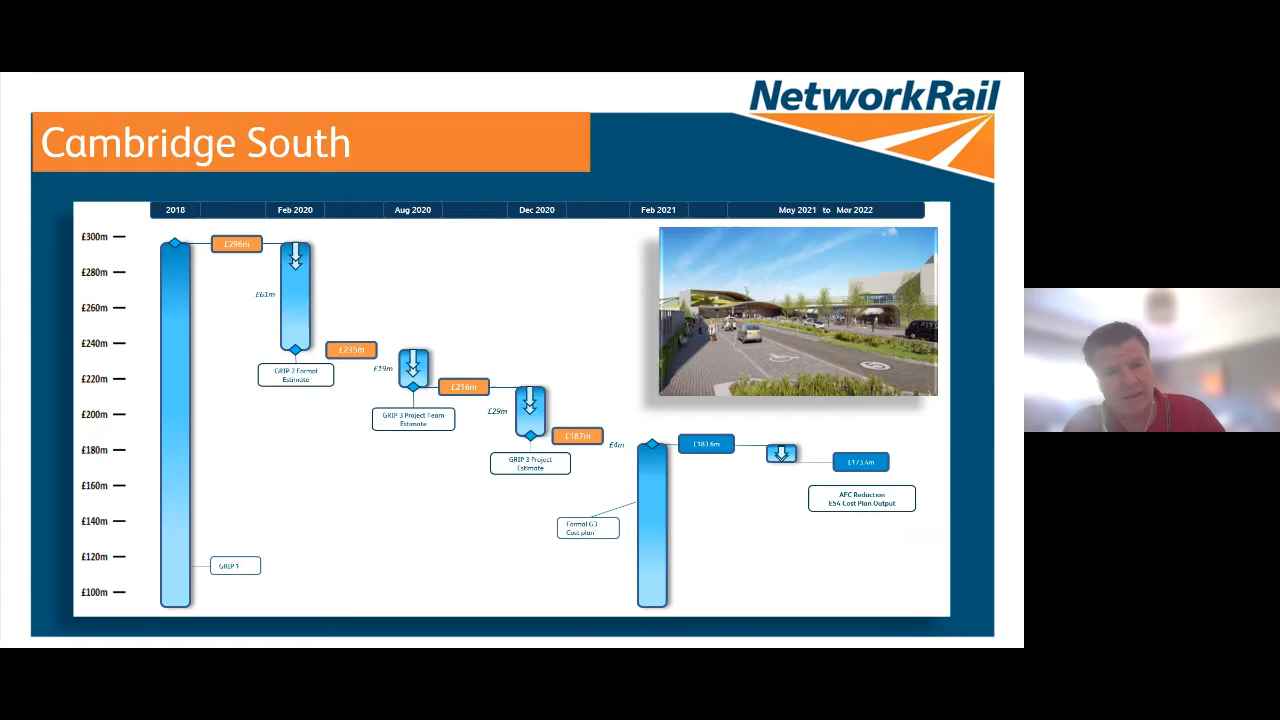 NetworkRail
Cambridge South
2018 Feb 2020 Aug 2020 Dec 2020 Feb 2021 May 2021 to Mar 2022
£300m
£296m
£280m
£61m
£260m
£240m
£235m
£19m
GRIP 2 Formal
Estimate
£220m
£216m
£29m
GRIP 3 Project Team
Estimate
£200m
£187m
£4m
£183.6m
£180m
GRIP 3 Project
Estimate
£173.4m
£160m
AFC Reduction
ES4 Cost Plan Output
£140m
Formal G3
Cost plan
£120m
GRIP 1
£100m